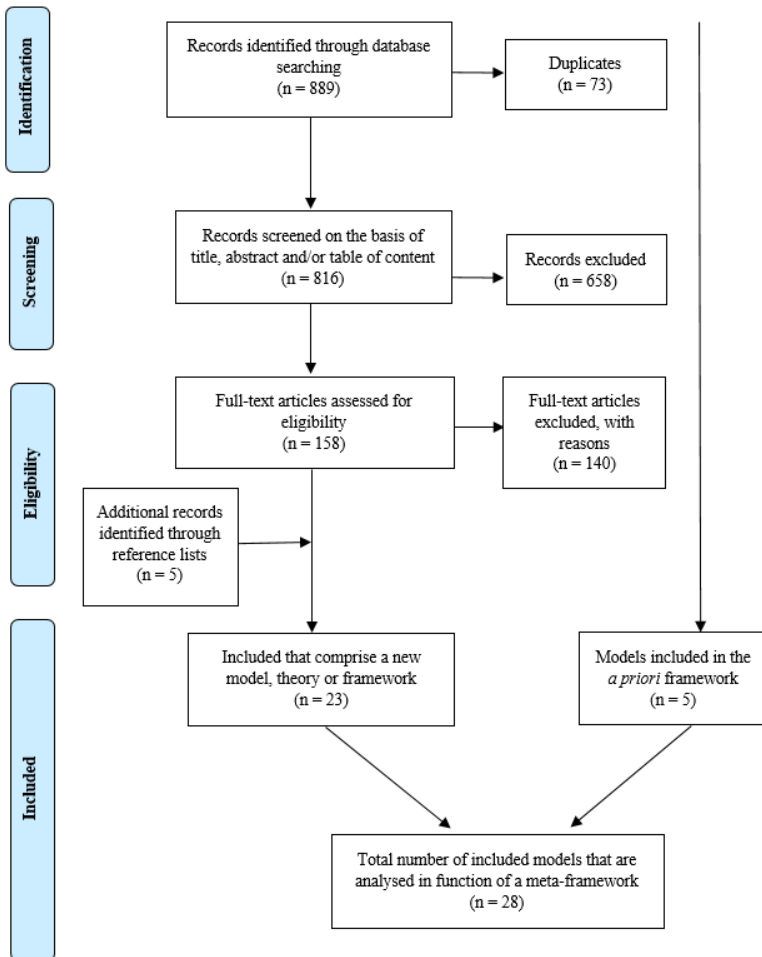 Identification
Records identified through database
searching
(n = 889)
Duplicates
(n = 73)
Screening
Records screened on the basis of
title, abstract and/or table of content
(n = 816)
Records excluded
(n = 658)
Eligibility
Full-text articles assessed for
eligibility
(n = 158)
Full-text articles
excluded, with
reasons
(n = 140)
Additional records
identified through
reference lists
(n = 5)
Included
Included that comprise a new
model, theory or framework
(n = 23)
Models included in the
a priori framework
(n = 5)
Total number of included models that are
analysed in function of a meta-framework
(n = 28)